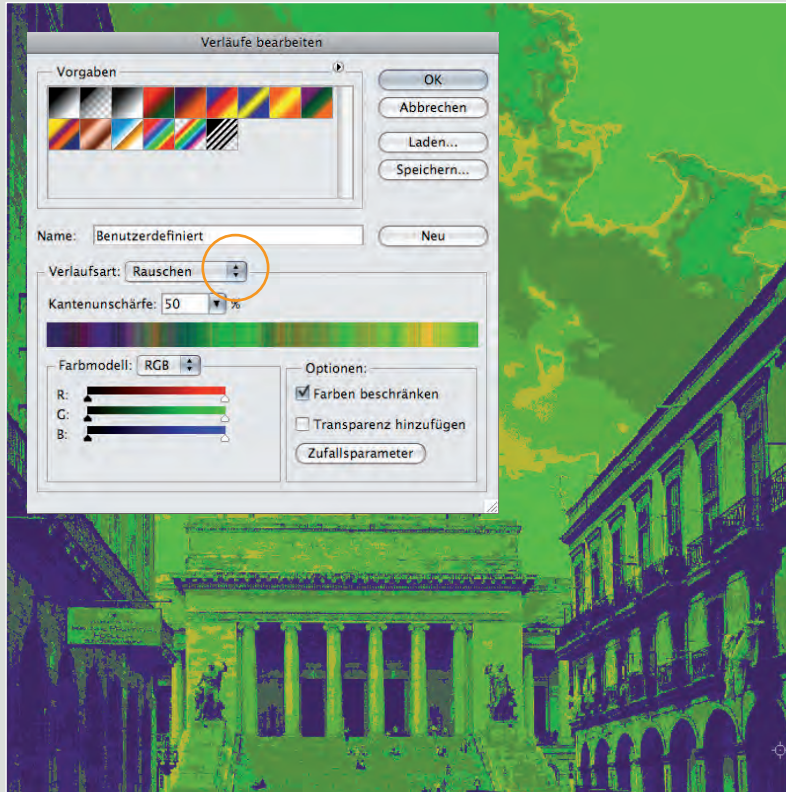 Verläufe bearbeiten
Vorgaben
OK
Abbrechen
Laden...
Speichern...
Name: Benutzerdefiniert
Neu
Verlaufsart: Rauschen
Kantenunschärfe: 50 %
Farbmodell: RGB
R:
G:
B:
Optionen:
Farben beschränken
Transparenz hinzufügen
Zufallsparameter